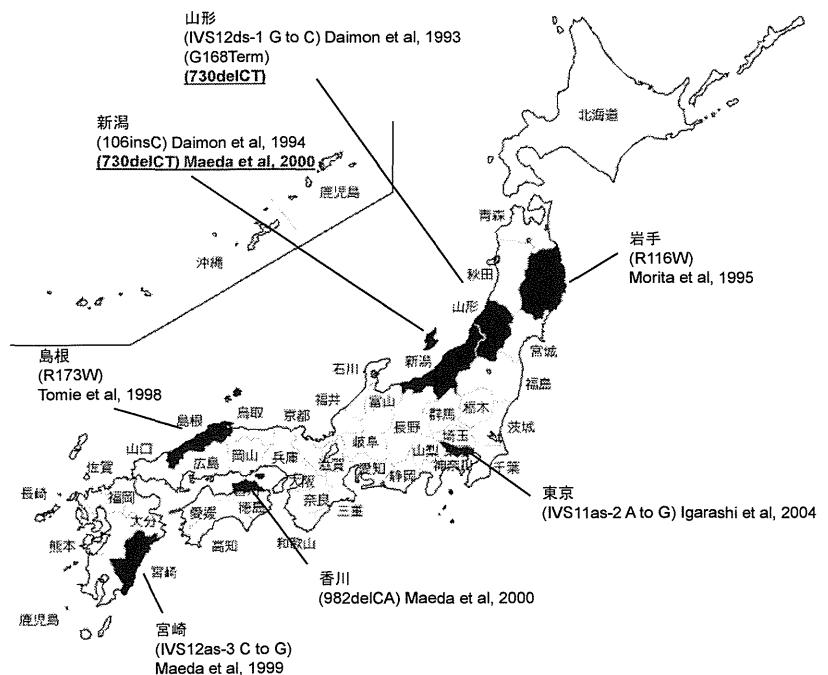 山形
(IVS12ds-1 G to C) Daimon et al, 1993
(G168Term)
(730delCT)
新潟
(106insC) Daimon et al, 1994
(730delCT) Maeda et al, 2000
北海道
鹿児島
沖縄
青森
岩手
(R116W)
Morita et al, 1995
秋田
山形
宮城
島根
(R173W)
Tomie et al, 1998
石川
新潟
福島
福井
富山
群馬
栃木
島根
鳥取
京都
長野
埼玉
茨城
山口
広島
岡山
兵庫
岐阜
山梨
佐賀
滋賀
愛知
静岡
神奈川
千葉
大阪
長崎
福岡
奈良
東京
(IVS11as-2 A to G) Igarashi et al, 2004
大分
愛媛
徳島
三重
熊本
高知
和歌山
宮崎
香川
(982delCA) Maeda et al, 2000
鹿児島
宮崎
(IVS12as-3 C to G)
Maeda et al, 1999